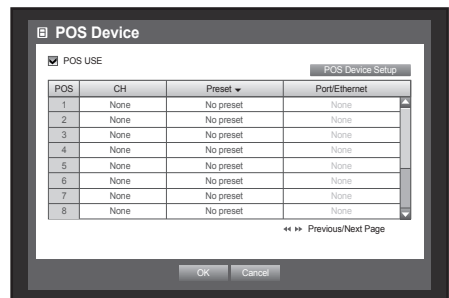 POS Device
POS USE
POS Device Setup
POS CH Preset Port/Ethernet
1 None No preset None
2 None No preset None
3 None No preset None
4 None No preset None
5 None No preset None
6 None No preset None
7 None No preset None
8 None No preset None
Previous/Next Page
OK Cancel